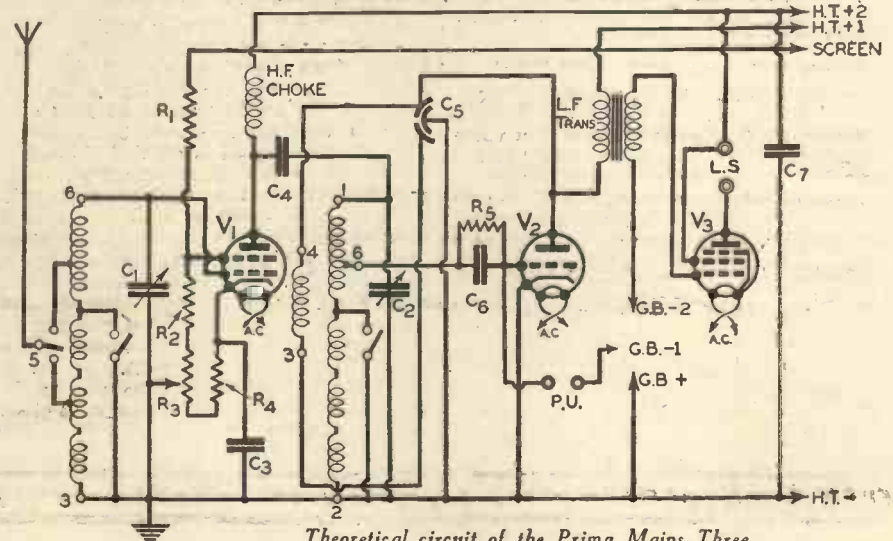 H.T.+2
H.T.+1
SCREEN
H.F.
CHOKE
R1
C5
L.F
TRANS
L.S.
C7
C4
6
1
R5
V1
V2
V3
4
6
C1
C2
C6
A.C
A.C.
A.C.
R2
G.B.-2
5
3
G.B.-1
R3
R4
P.U.
G.B +
C3
3
2
H.T.-
Theoretical circuit of the Prima Mains Three